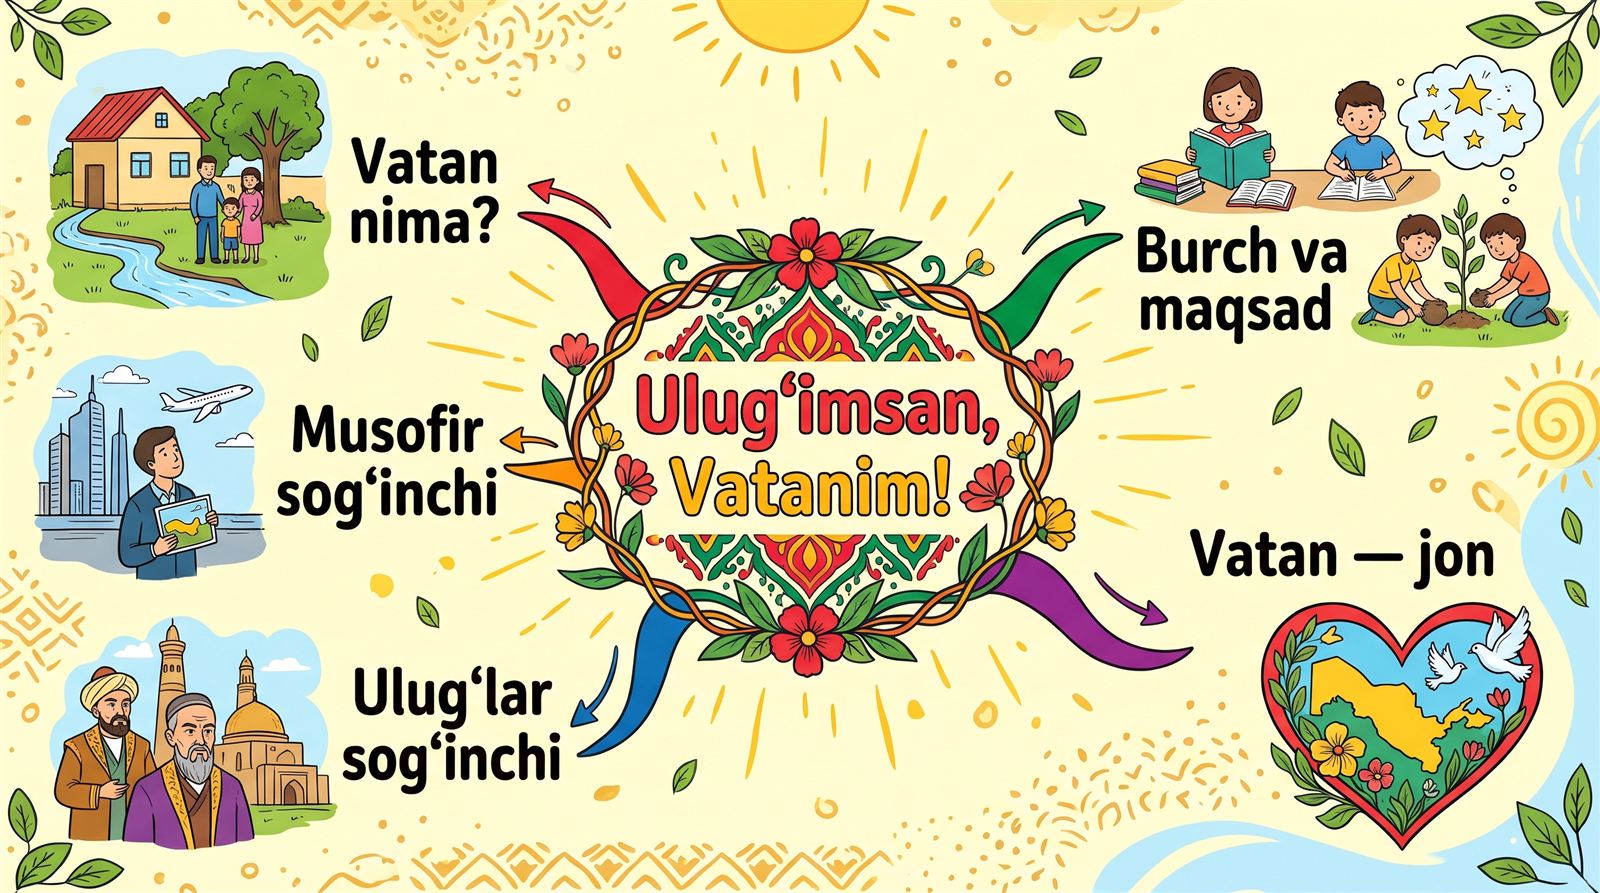 Vatan
nima?
Musofir
sog‘inchi
Ulug‘lar
sog‘inchi
Ulug‘imsan,
Vatanim!
Burch va
maqsad
Vatan — jon